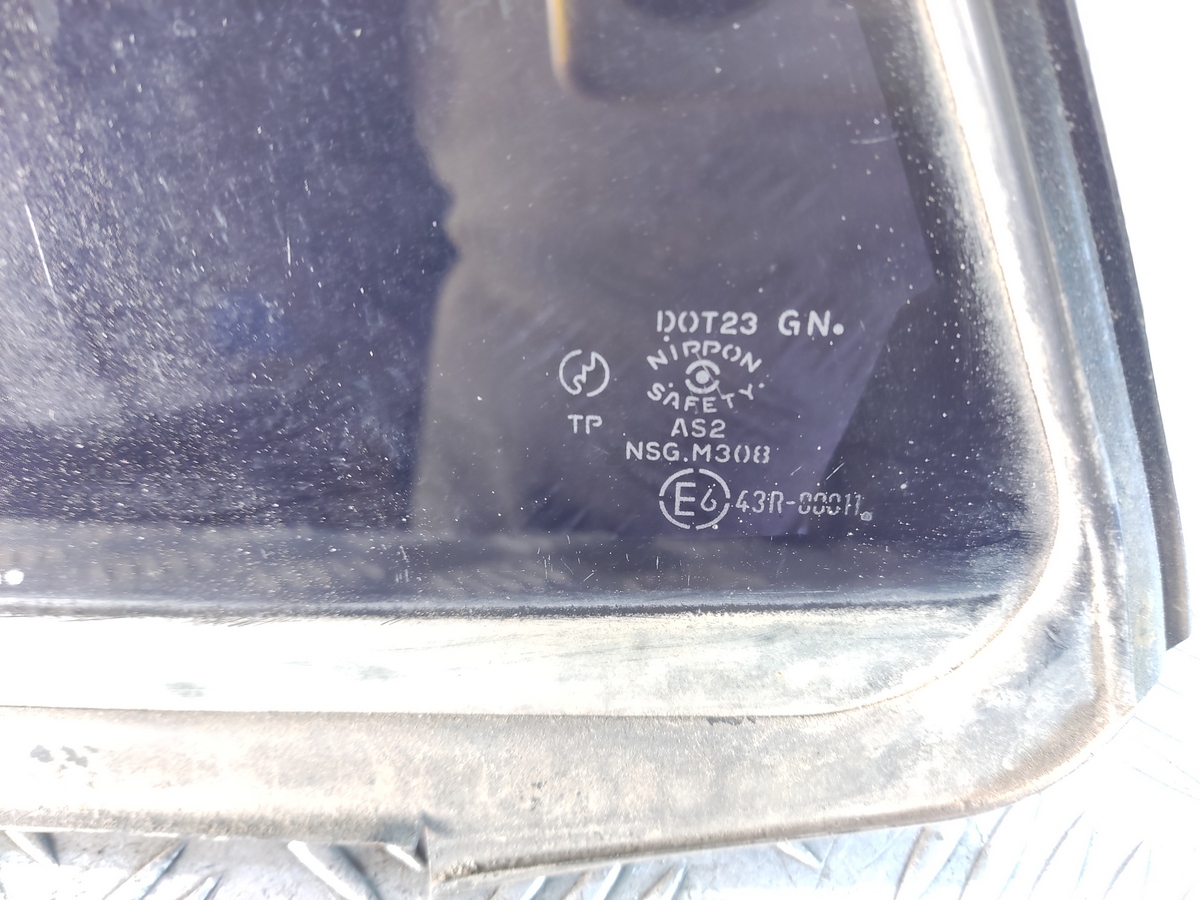 DOT23 GN.
NIPPON
SAFETY
TP
AS2
NSG.M308
E6 43R-00011